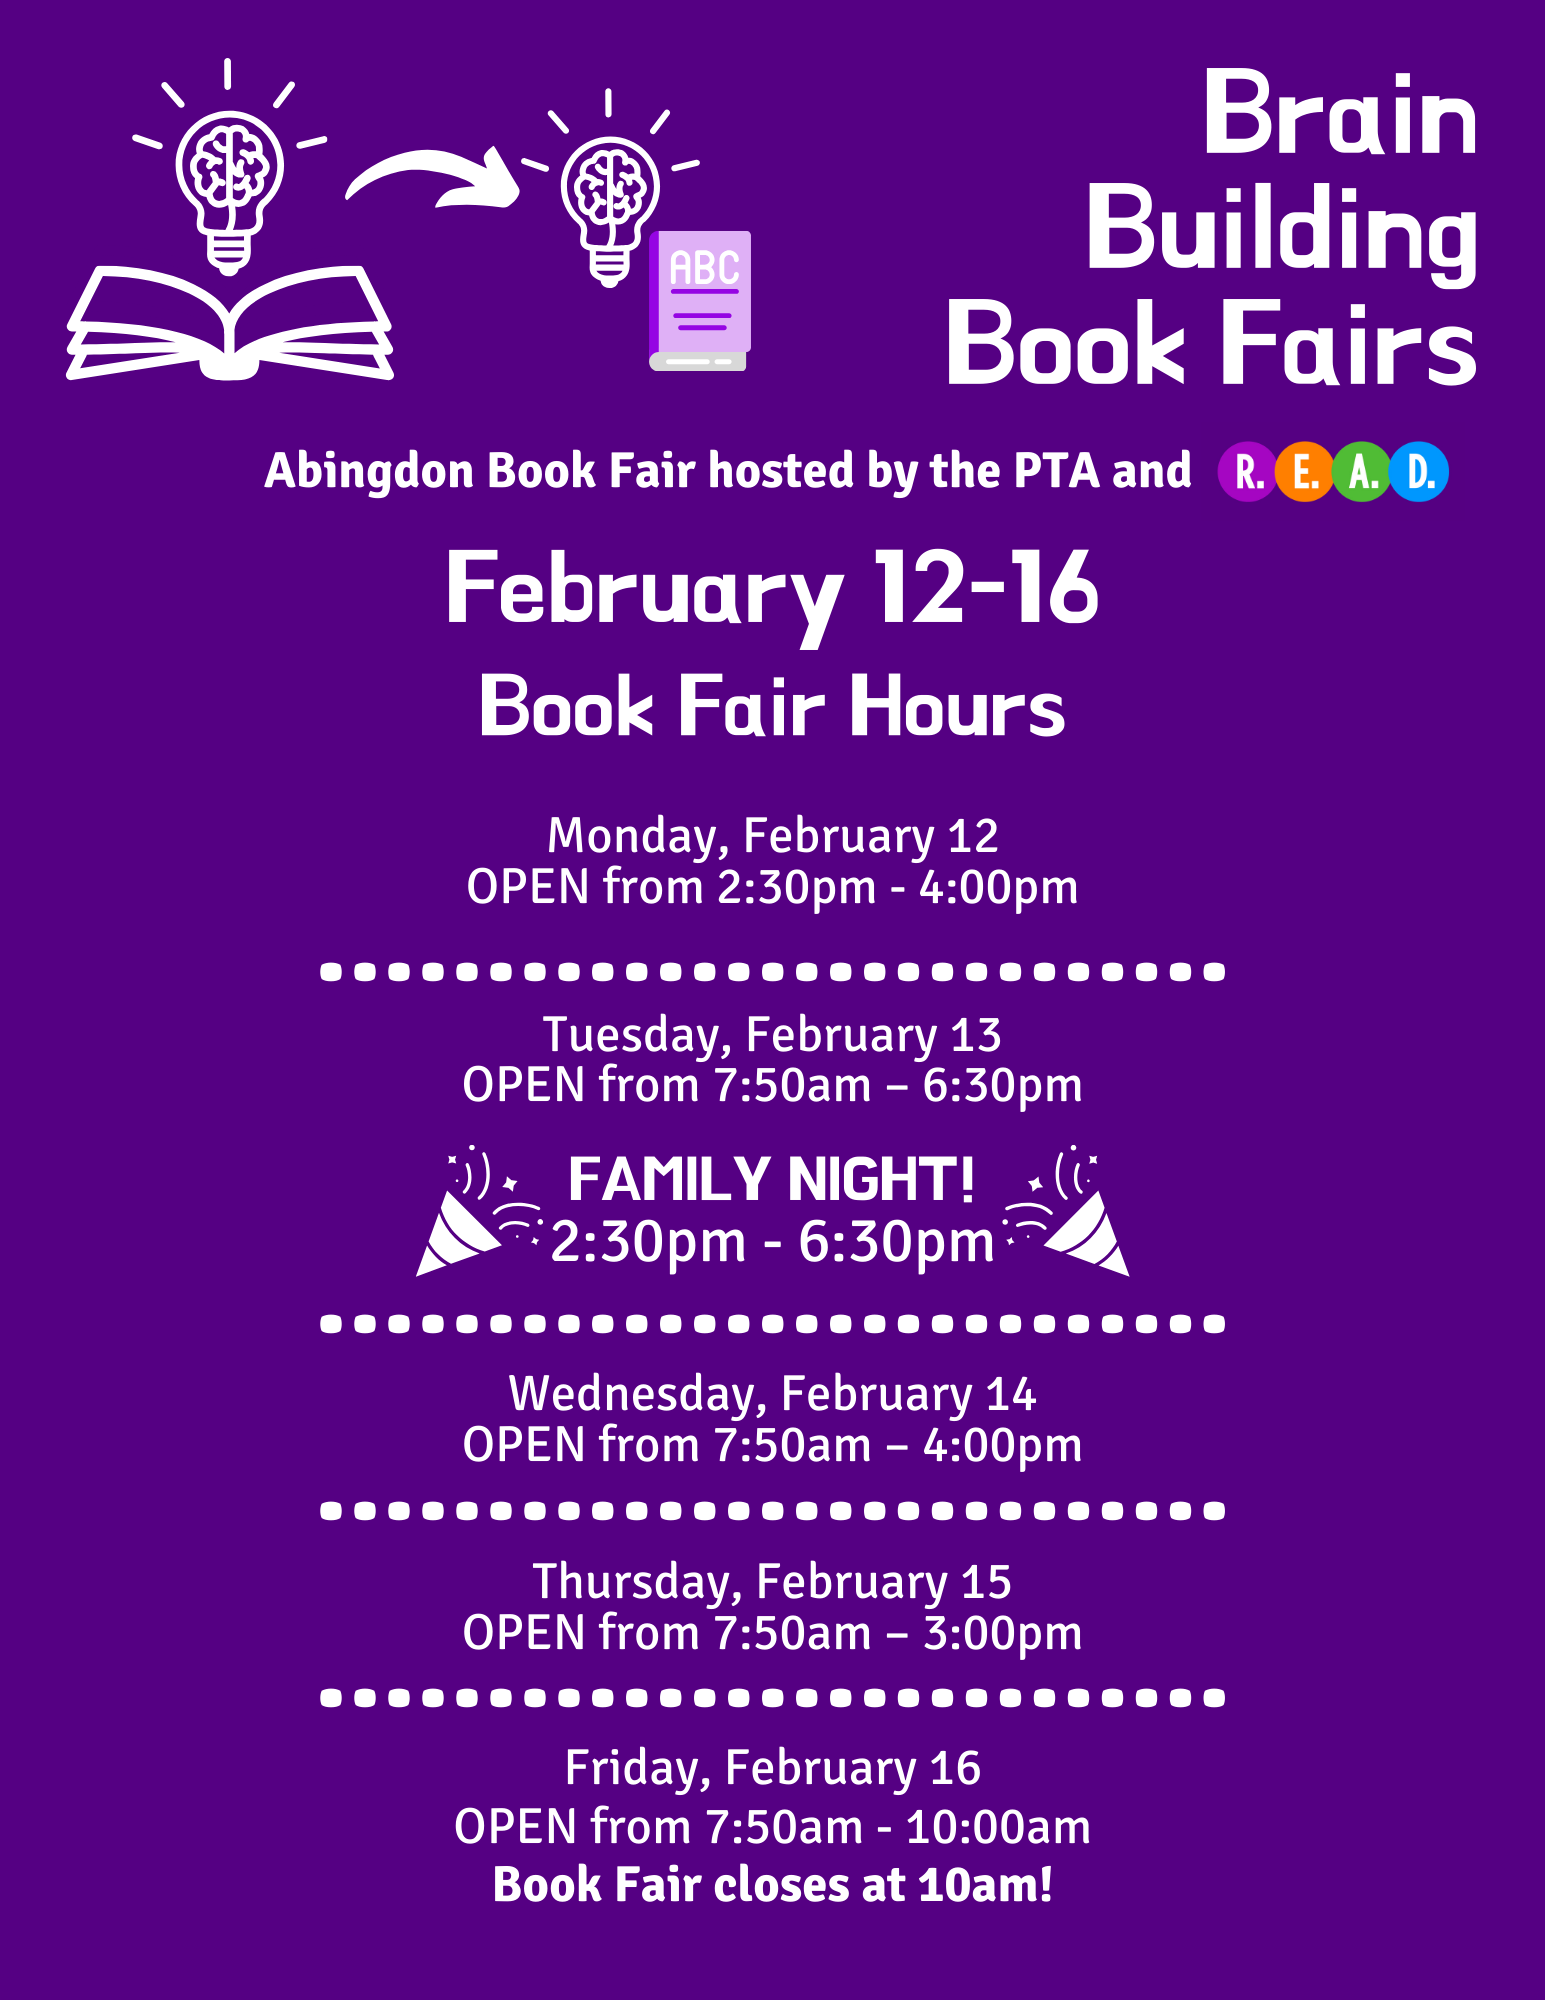 Brain
Building
Book Fairs
ABC
Abingdon Book Fair hosted by the PTA and R. E. A. D.
February 12-16
Book Fair Hours
Monday, February 12
OPEN from 2:30pm - 4:00pm
Tuesday, February 13
OPEN from 7:50am – 6:30pm
FAMILY NIGHT!
2:30pm - 6:30pm
Wednesday, February 14
OPEN from 7:50am – 4:00pm
Thursday, February 15
OPEN from 7:50am – 3:00pm
Friday, February 16
OPEN from 7:50am - 10:00am
Book Fair closes at 10am!